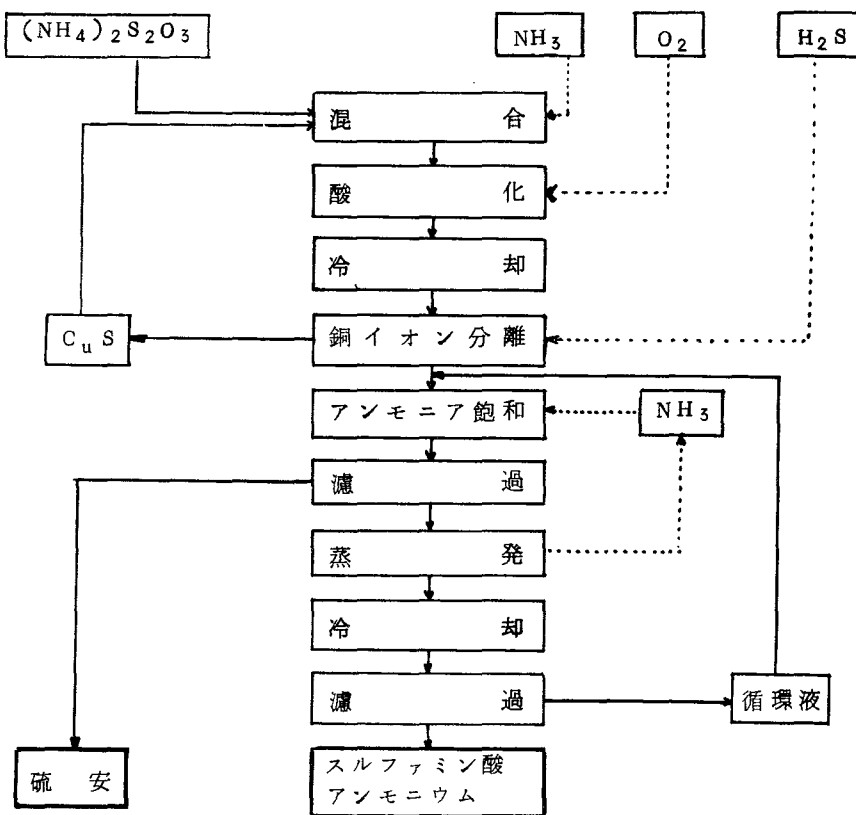 (NH₄)₂S₂O₃
NH₃
O₂
H₂S
混合
酸化
冷却
CuS
銅イオン分離
アンモニア飽和
NH₃
濾過
蒸発
冷却
濾過
循環液
硫安
スルファミン酸
アンモニウム